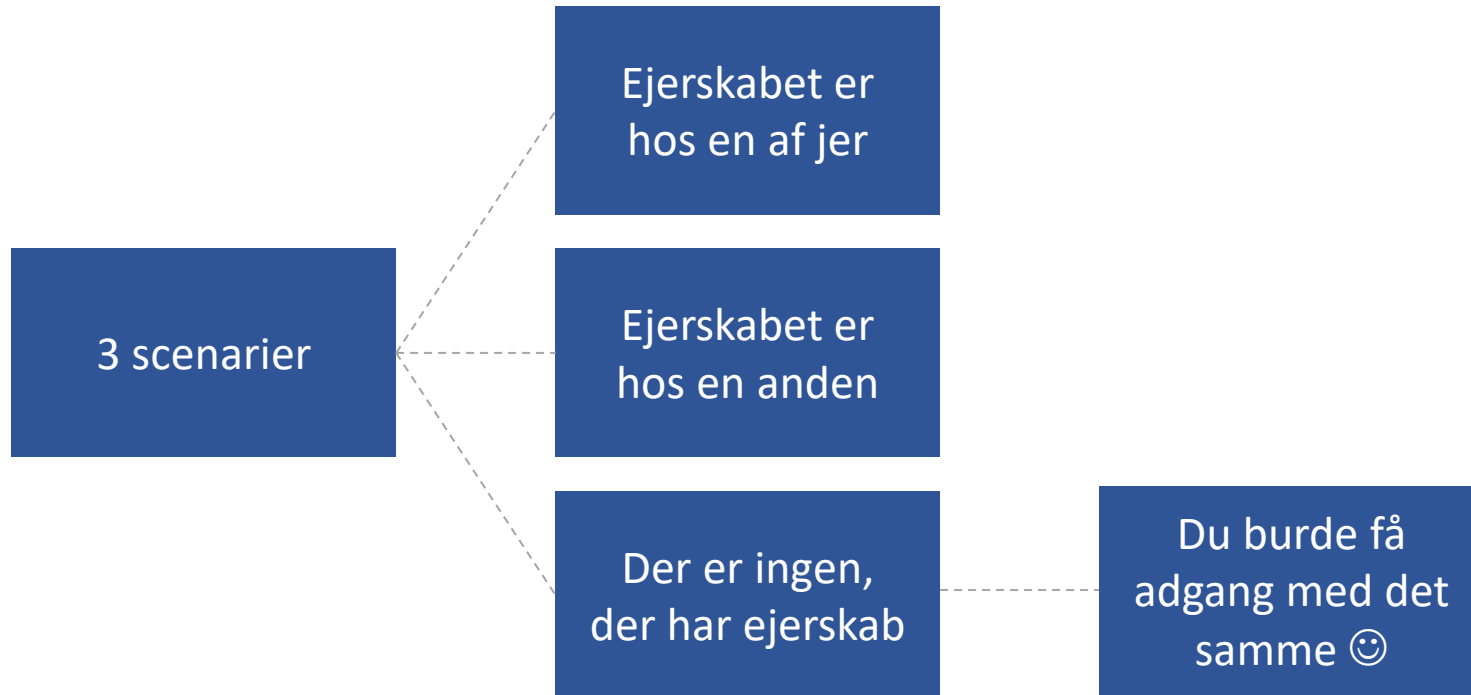 3 scenarier
Ejerskabet er
hos en af jer
Ejerskabet er
hos en anden
Der er ingen,
der har ejerskab
Du burde få
adgang med det
samme ☺